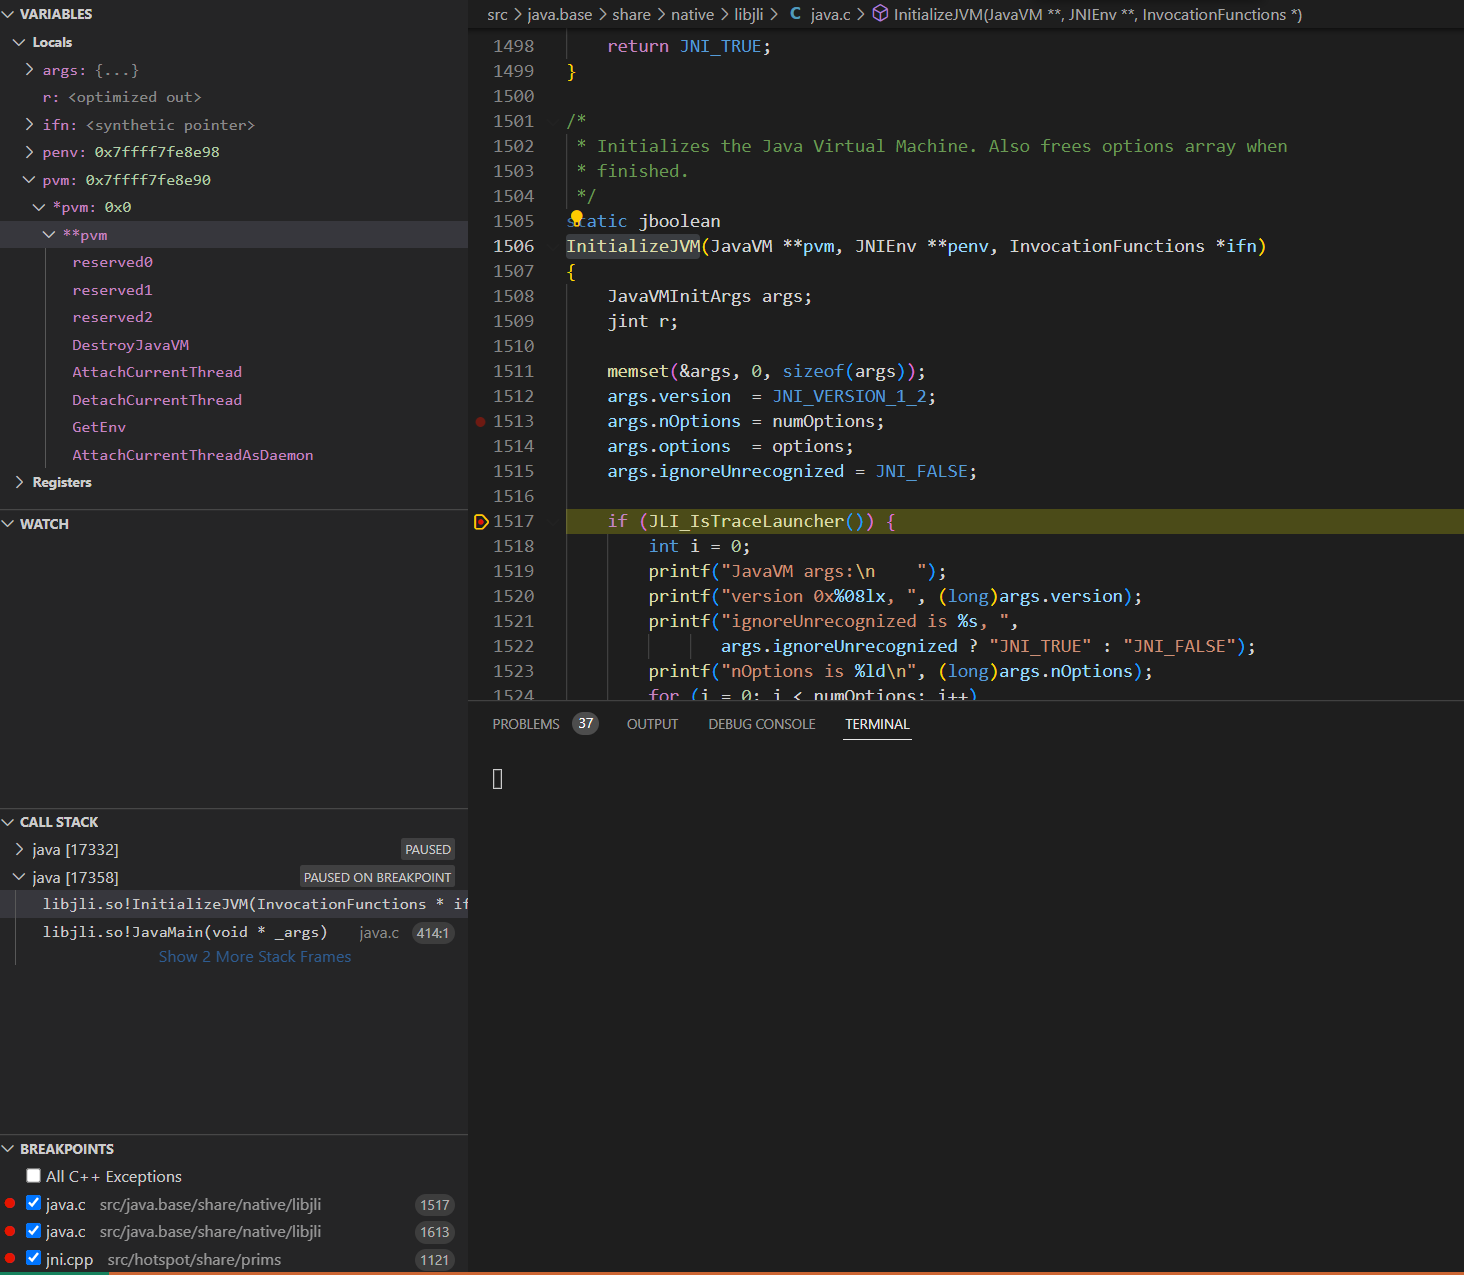 VARIABLES
Locals
args: {...}
r: <optimized out>
ifn: <synthetic pointer>
penv: 0x7ffff7fe8e98
pvm: 0x7ffff7fe8e90
*pvm: 0x0
**pvm
reserved0
reserved1
reserved2
DestroyJavaVM
AttachCurrentThread
DetachCurrentThread
GetEnv
AttachCurrentThreadAsDaemon
Registers
WATCH
CALL STACK
java [17332] PAUSED
java [17358] PAUSED ON BREAKPOINT
libjli.so!InitializeJVM(InvocationFunctions * if
libjli.so!JavaMain(void * _args) java.c 414:1
Show 2 More Stack Frames
BREAKPOINTS
All C++ Exceptions
java.c src/java.base/share/native/libjli 1517
java.c src/java.base/share/native/libjli 1613
jni.cpp src/hotspot/share/prims 1121
src > java.base > share > native > libjli > C java.c > InitializeJVM(JavaVM **, JNIEnv **, InvocationFunctions *)
1498 return JNI_TRUE;
1499 }
1500
1501 /*
1502 * Initializes the Java Virtual Machine. Also frees options array when
1503 * finished.
1504 */
1505 static jboolean
1506 InitializeJVM(JavaVM **pvm, JNIEnv **penv, InvocationFunctions *ifn)
1507 {
1508 JavaVMInitArgs args;
1509 jint r;
1510
1511 memset(&args, 0, sizeof(args));
1512 args.version = JNI_VERSION_1_2;
1513 args.nOptions = numOptions;
1514 args.options = options;
1515 args.ignoreUnrecognized = JNI_FALSE;
1516
1517 if (JLI_IsTraceLauncher()) {
1518 int i = 0;
1519 printf("JavaVM args:\n    ");
1520 printf("version 0x%08lx, ", (long)args.version);
1521 printf("ignoreUnrecognized is %s, ",
1522 args.ignoreUnrecognized ? "JNI_TRUE" : "JNI_FALSE");
1523 printf("nOptions is %ld\n", (long)args.nOptions);
1524 for (i = 0; i < numOptions; i++)
PROBLEMS 37 OUTPUT DEBUG CONSOLE TERMINAL